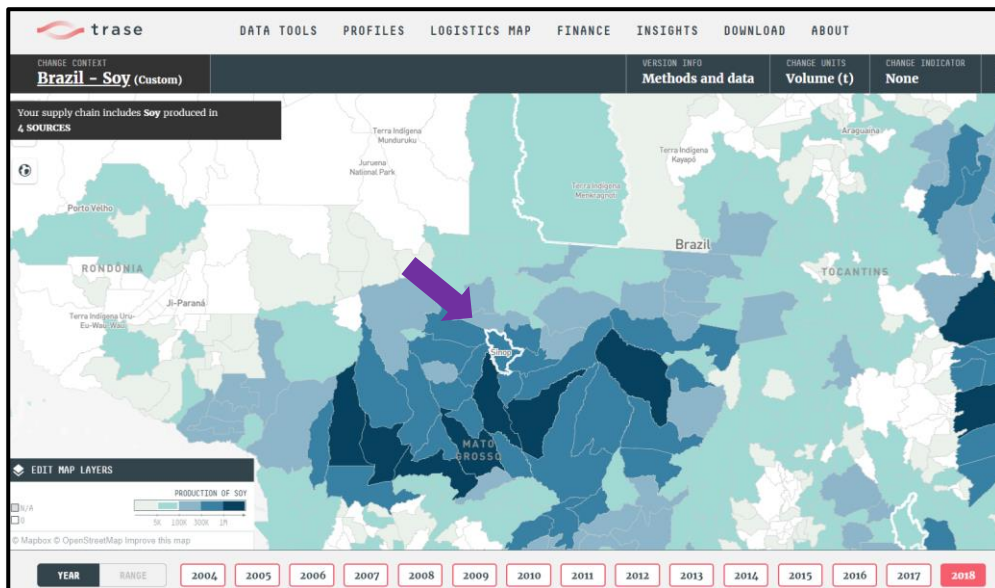 trase DATA TOOLS PROFILES LOGISTICS MAP FINANCE INSIGHTS DOWNLOAD ABOUT
CHANGE CONTEXT VERSION INFO CHANGE UNITS CHANGE INDICATOR
Brazil - Soy (Custom) Methods and data Volume (t) None
Your supply chain includes Soy produced in
4 SOURCES
Terra Indígena
Munduruku
Araguaína
Juruena
National Park
Terra Indígena
Kayapó
Terra Indígena
Menkragnoti
Porto Velho
Brazil
RONDÔNIA
TOCANTINS
Ji-Paraná
Terra Indígena Uru-
Eu-Wau Wau
Sinop
MATO
GROSSO
EDIT MAP LAYERS
PRODUCTION OF SOY
N/A
0
5K 100K 300K 1M
© Mapbox © OpenStreetMap Improve this map
YEAR RANGE 2004 2005 2006 2007 2008 2009 2010 2011 2012 2013 2014 2015 2016 2017 2018